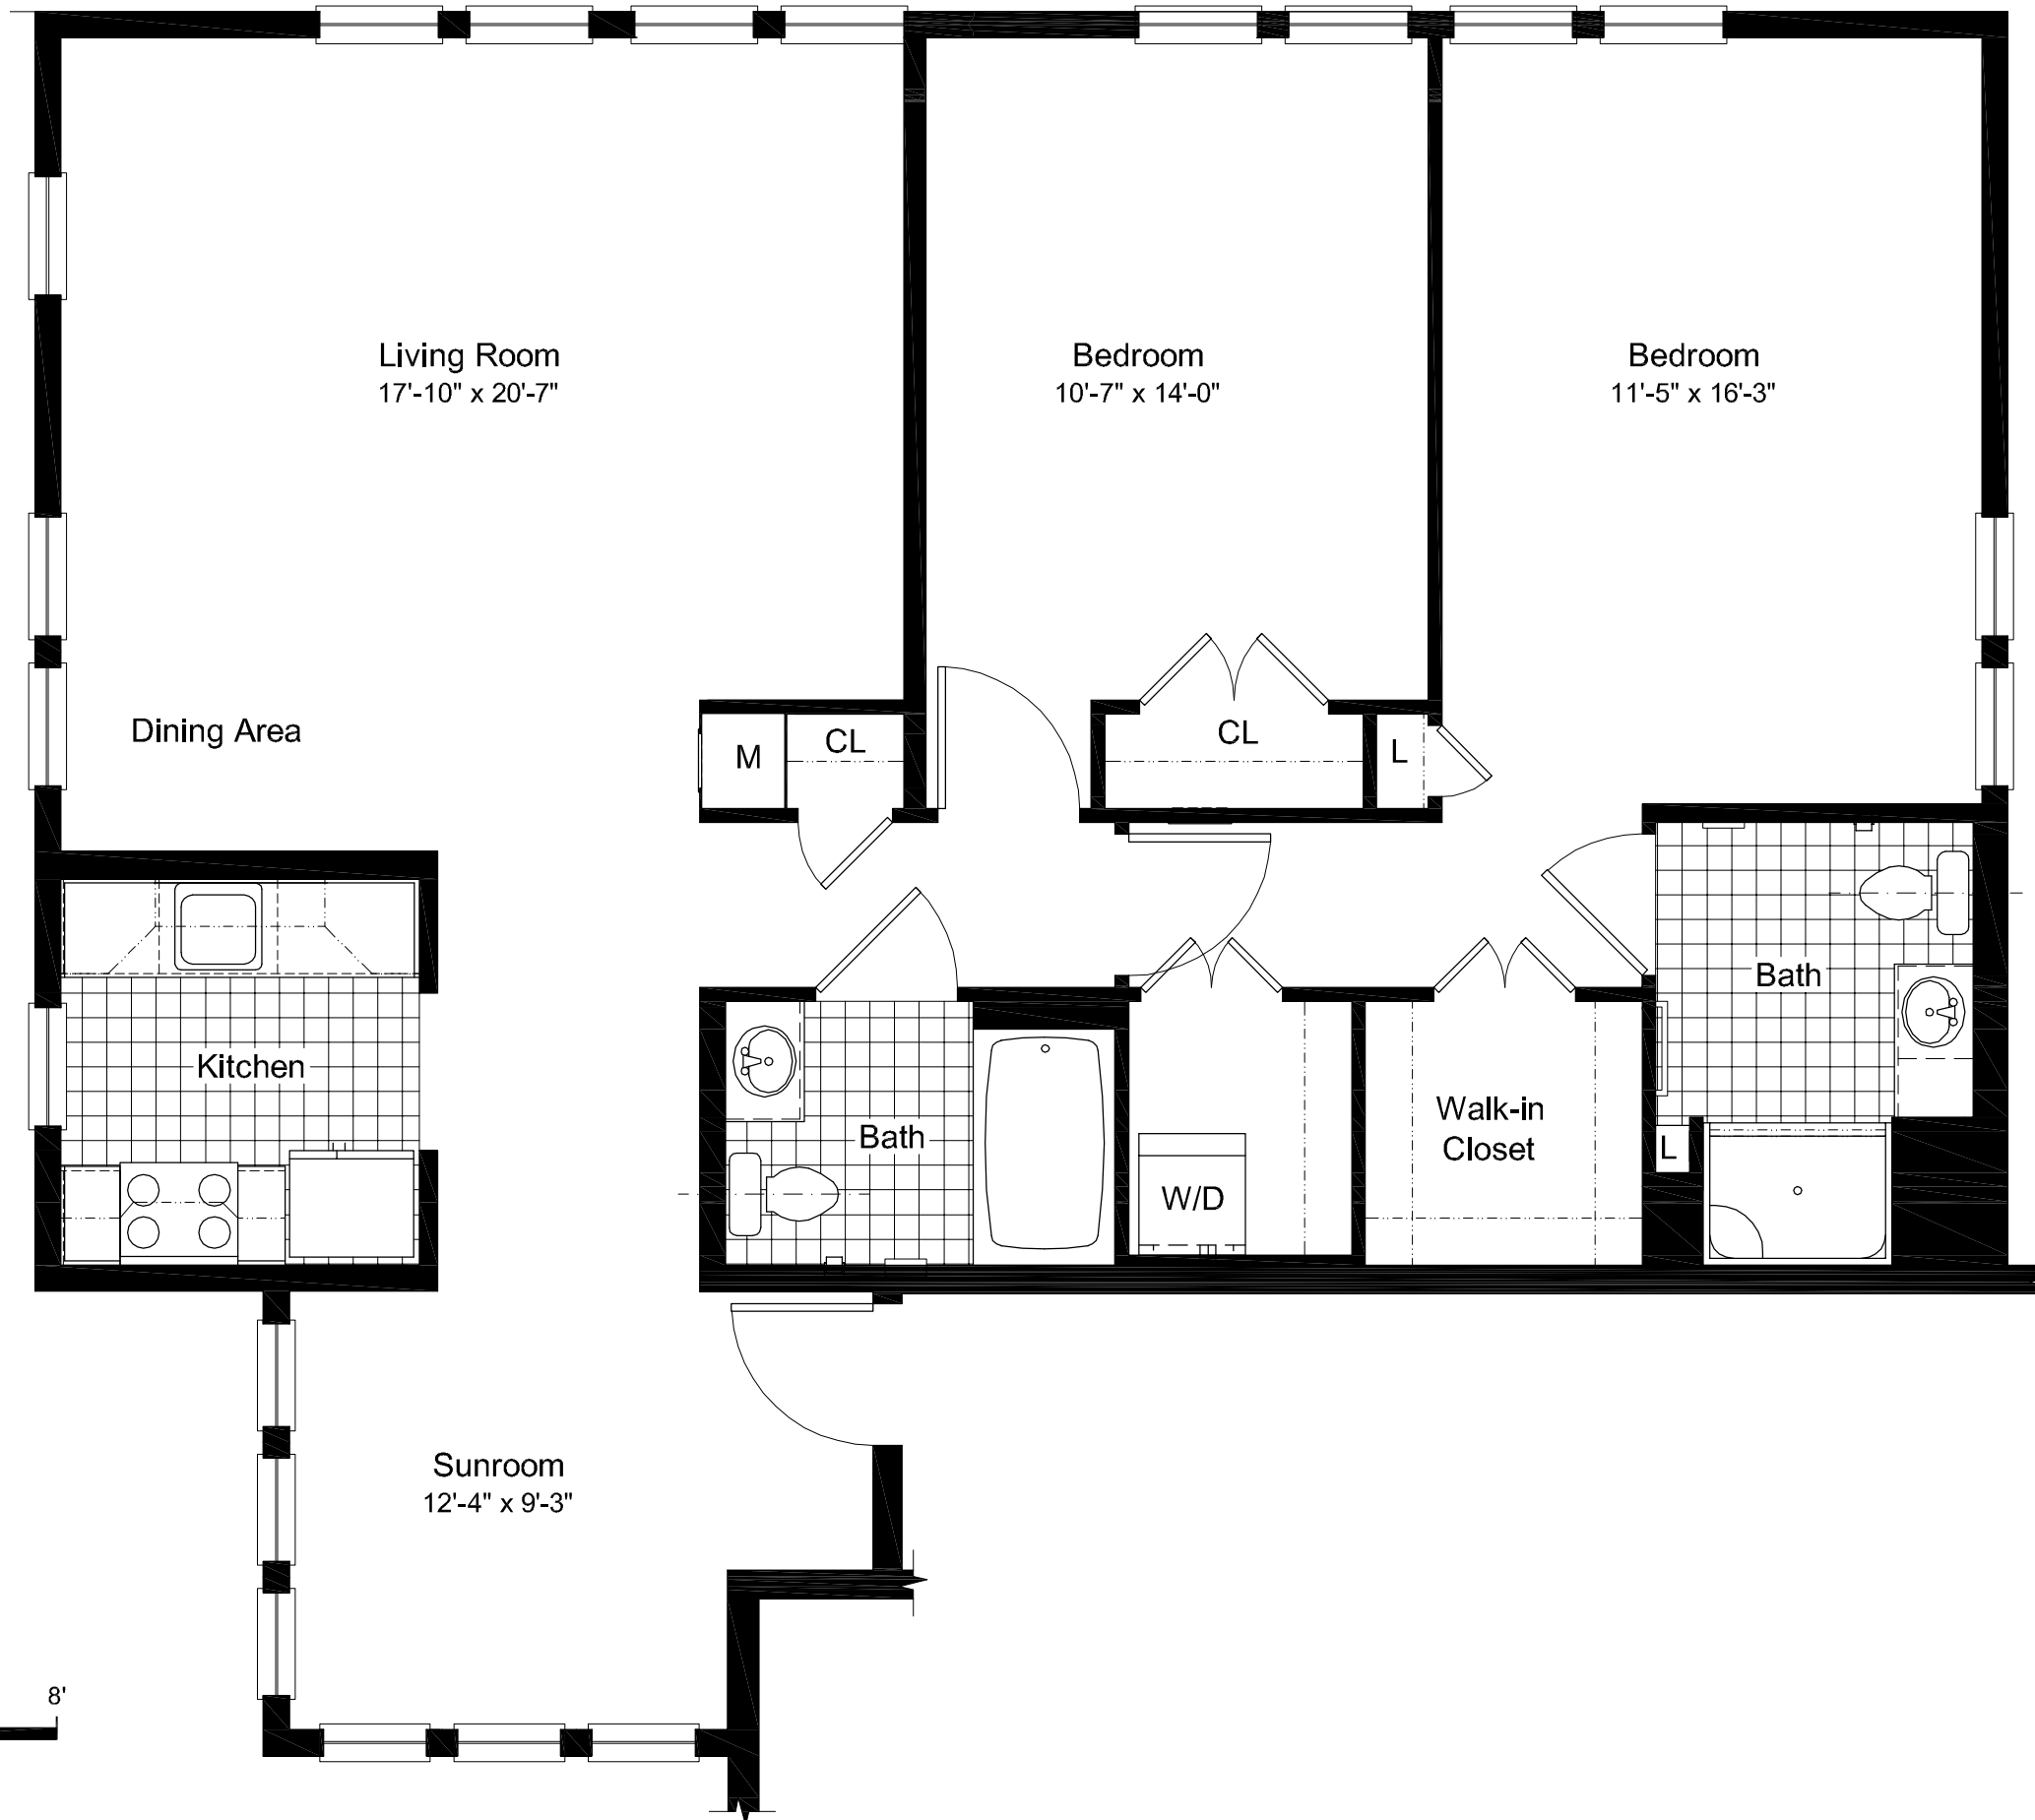 Living Room
17'-10" x 20'-7"
Bedroom
10'-7" x 14'-0"
Bedroom
11'-5" x 16'-3"
Dining Area
M
CL
CL
L
Kitchen
Bath
Bath
W/D
Walk-in
Closet
L
Sunroom
12'-4" x 9'-3"
8'